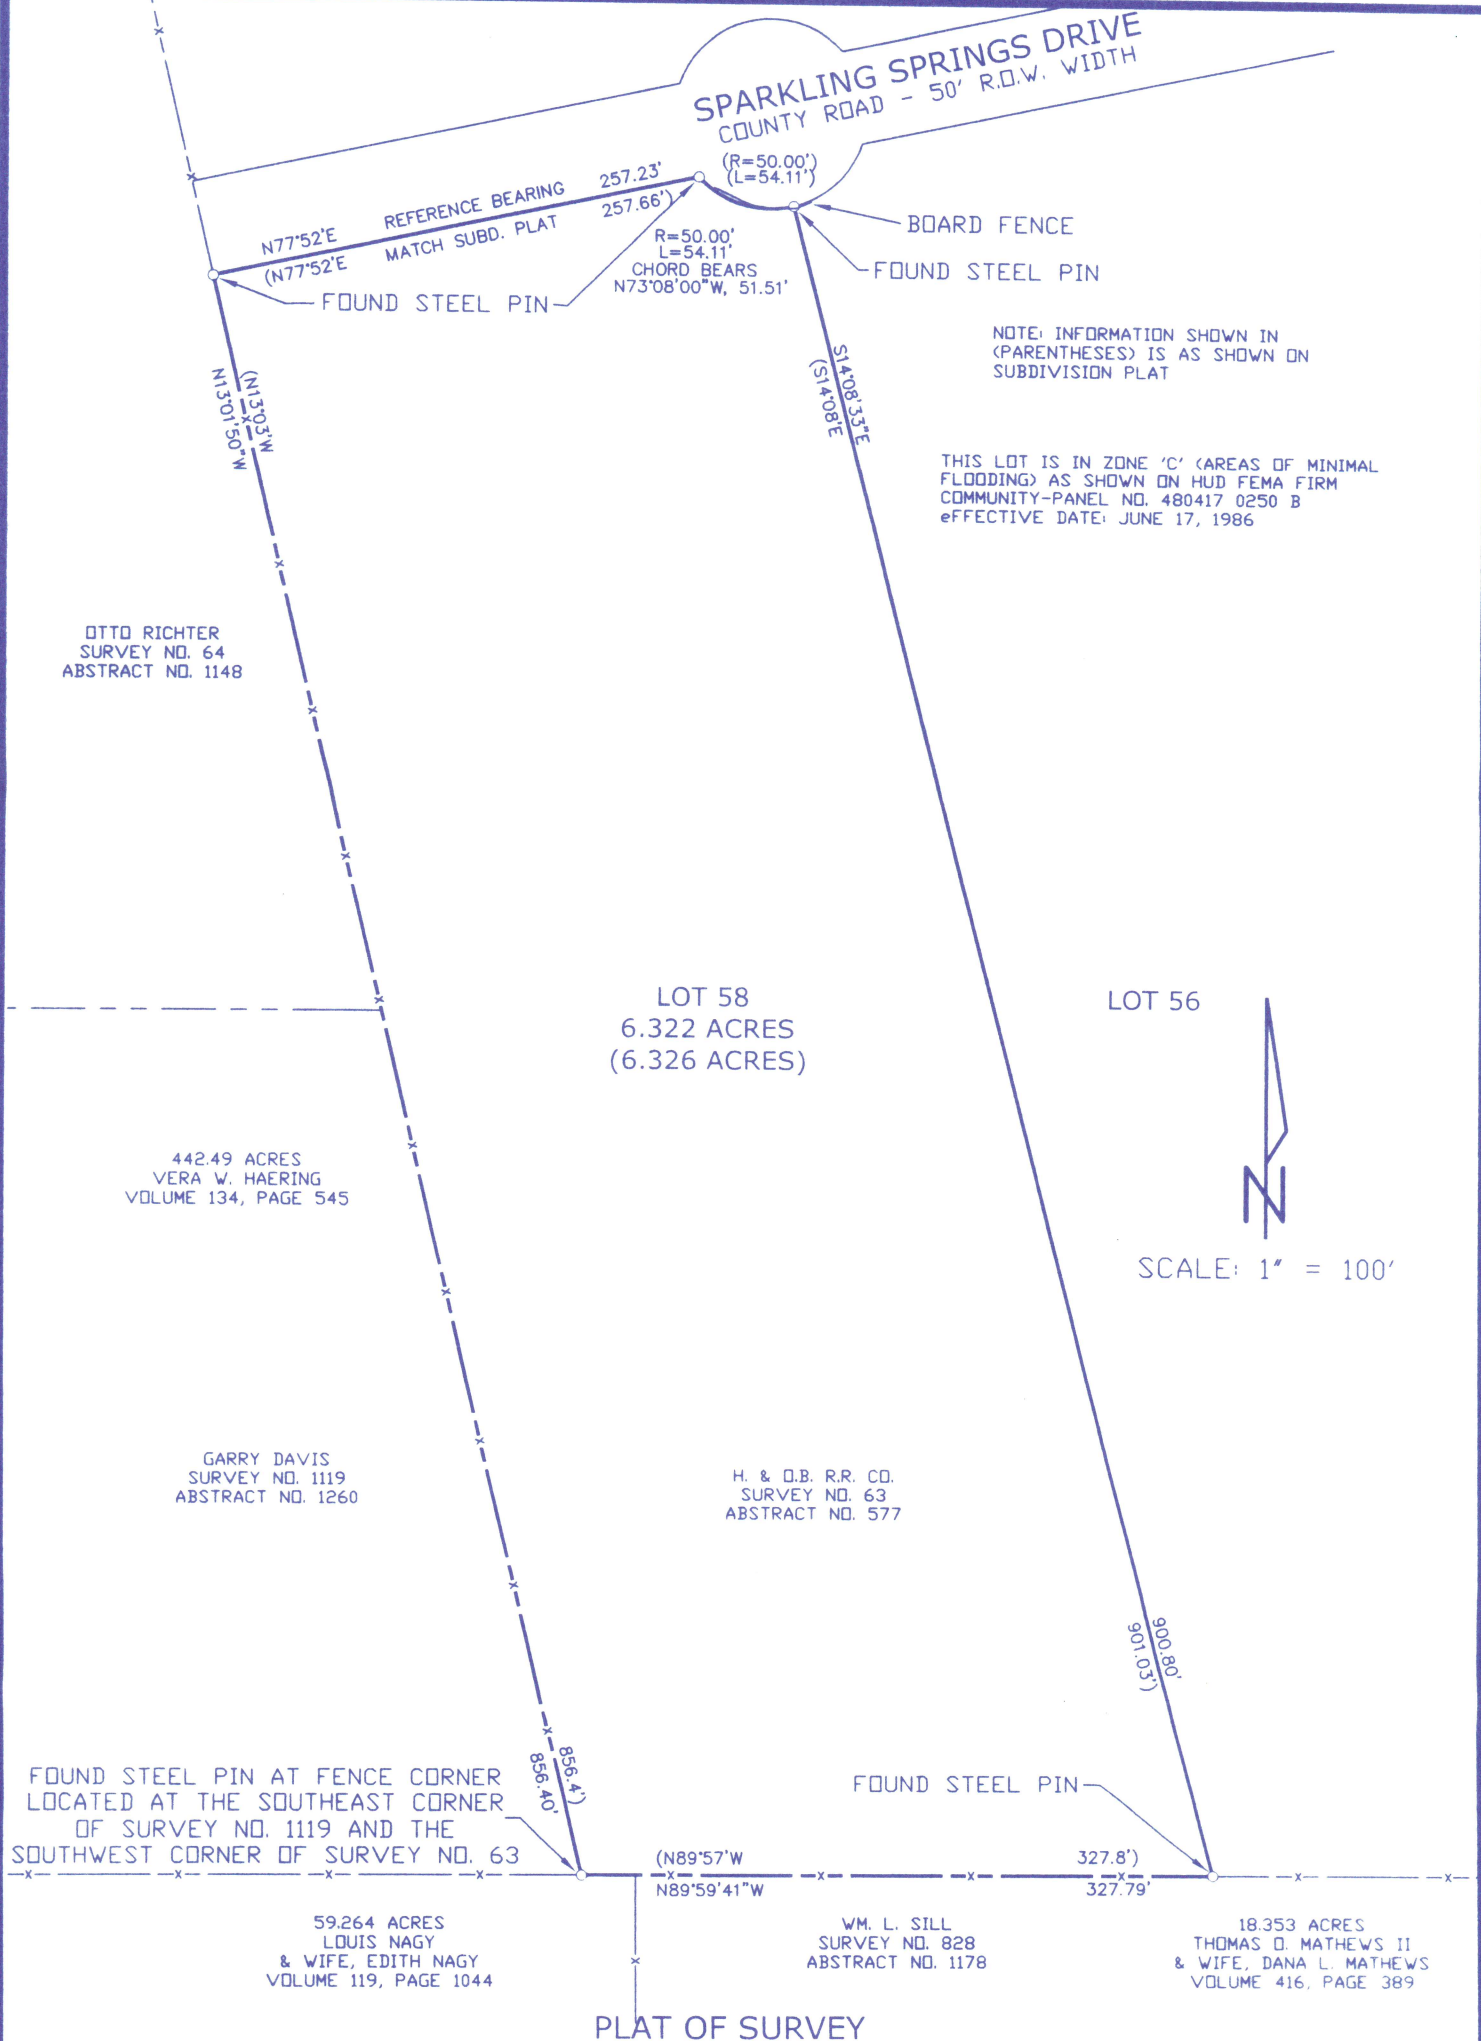 SPARKLING SPRINGS DRIVE
COUNTY ROAD - 50' R.O.W. WIDTH
(R=50.00')
(L=54.11')
N77°52'E REFERENCE BEARING 257.23'
(N77°52'E MATCH SUBD. PLAT 257.66')
R=50.00'
L=54.11'
CHORD BEARS
N73°08'00"W, 51.51'
BOARD FENCE
FOUND STEEL PIN
FOUND STEEL PIN
NOTE: INFORMATION SHOWN IN
(PARENTHESES) IS AS SHOWN ON
SUBDIVISION PLAT
(N13°03'W
N13°01'50"W
S14°08'33"E
(S14°08'E
THIS LOT IS IN ZONE 'C' (AREAS OF MINIMAL
FLOODING) AS SHOWN ON HUD FEMA FIRM
COMMUNITY-PANEL NO. 480417 0250 B
eFFECTIVE DATE: JUNE 17, 1986
OTTO RICHTER
SURVEY NO. 64
ABSTRACT NO. 1148
LOT 58
6.322 ACRES
(6.326 ACRES)
LOT 56
442.49 ACRES
VERA W. HAERING
VOLUME 134, PAGE 545
N
SCALE: 1" = 100'
GARRY DAVIS
SURVEY NO. 1119
ABSTRACT NO. 1260
H. & O.B. R.R. CO.
SURVEY NO. 63
ABSTRACT NO. 577
900.80'
901.03')
856.4')
856.40'
FOUND STEEL PIN AT FENCE CORNER
LOCATED AT THE SOUTHEAST CORNER
OF SURVEY NO. 1119 AND THE
SOUTHWEST CORNER OF SURVEY NO. 63
FOUND STEEL PIN
(N89°57'W 327.8')
N89°59'41"W 327.79'
59.264 ACRES
LOUIS NAGY
& WIFE, EDITH NAGY
VOLUME 119, PAGE 1044
WM. L. SILL
SURVEY NO. 828
ABSTRACT NO. 1178
18.353 ACRES
THOMAS O. MATHEWS II
& WIFE, DANA L. MATHEWS
VOLUME 416, PAGE 389
PLAT OF SURVEY